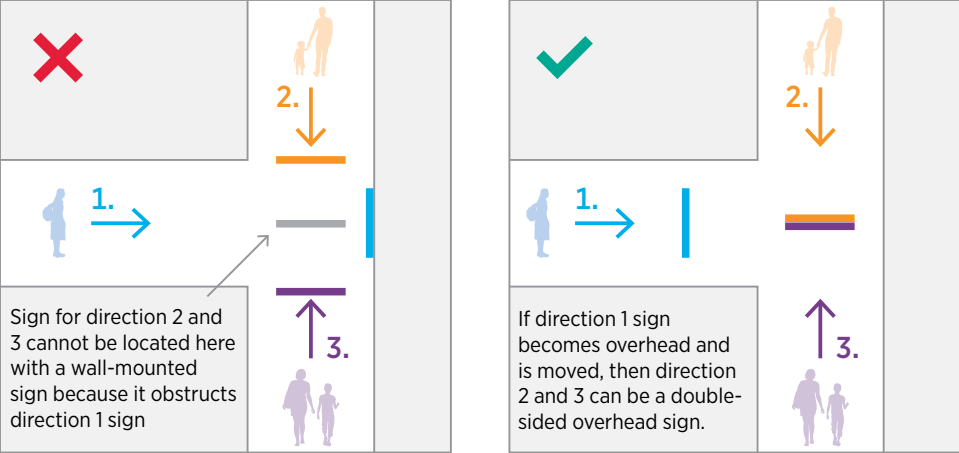 2.
1.
3.
Sign for direction 2 and
3 cannot be located here
with a wall-mounted
sign because it obstructs
direction 1 sign
2.
1.
3.
If direction 1 sign
becomes overhead and
is moved, then direction
2 and 3 can be a double-
sided overhead sign.